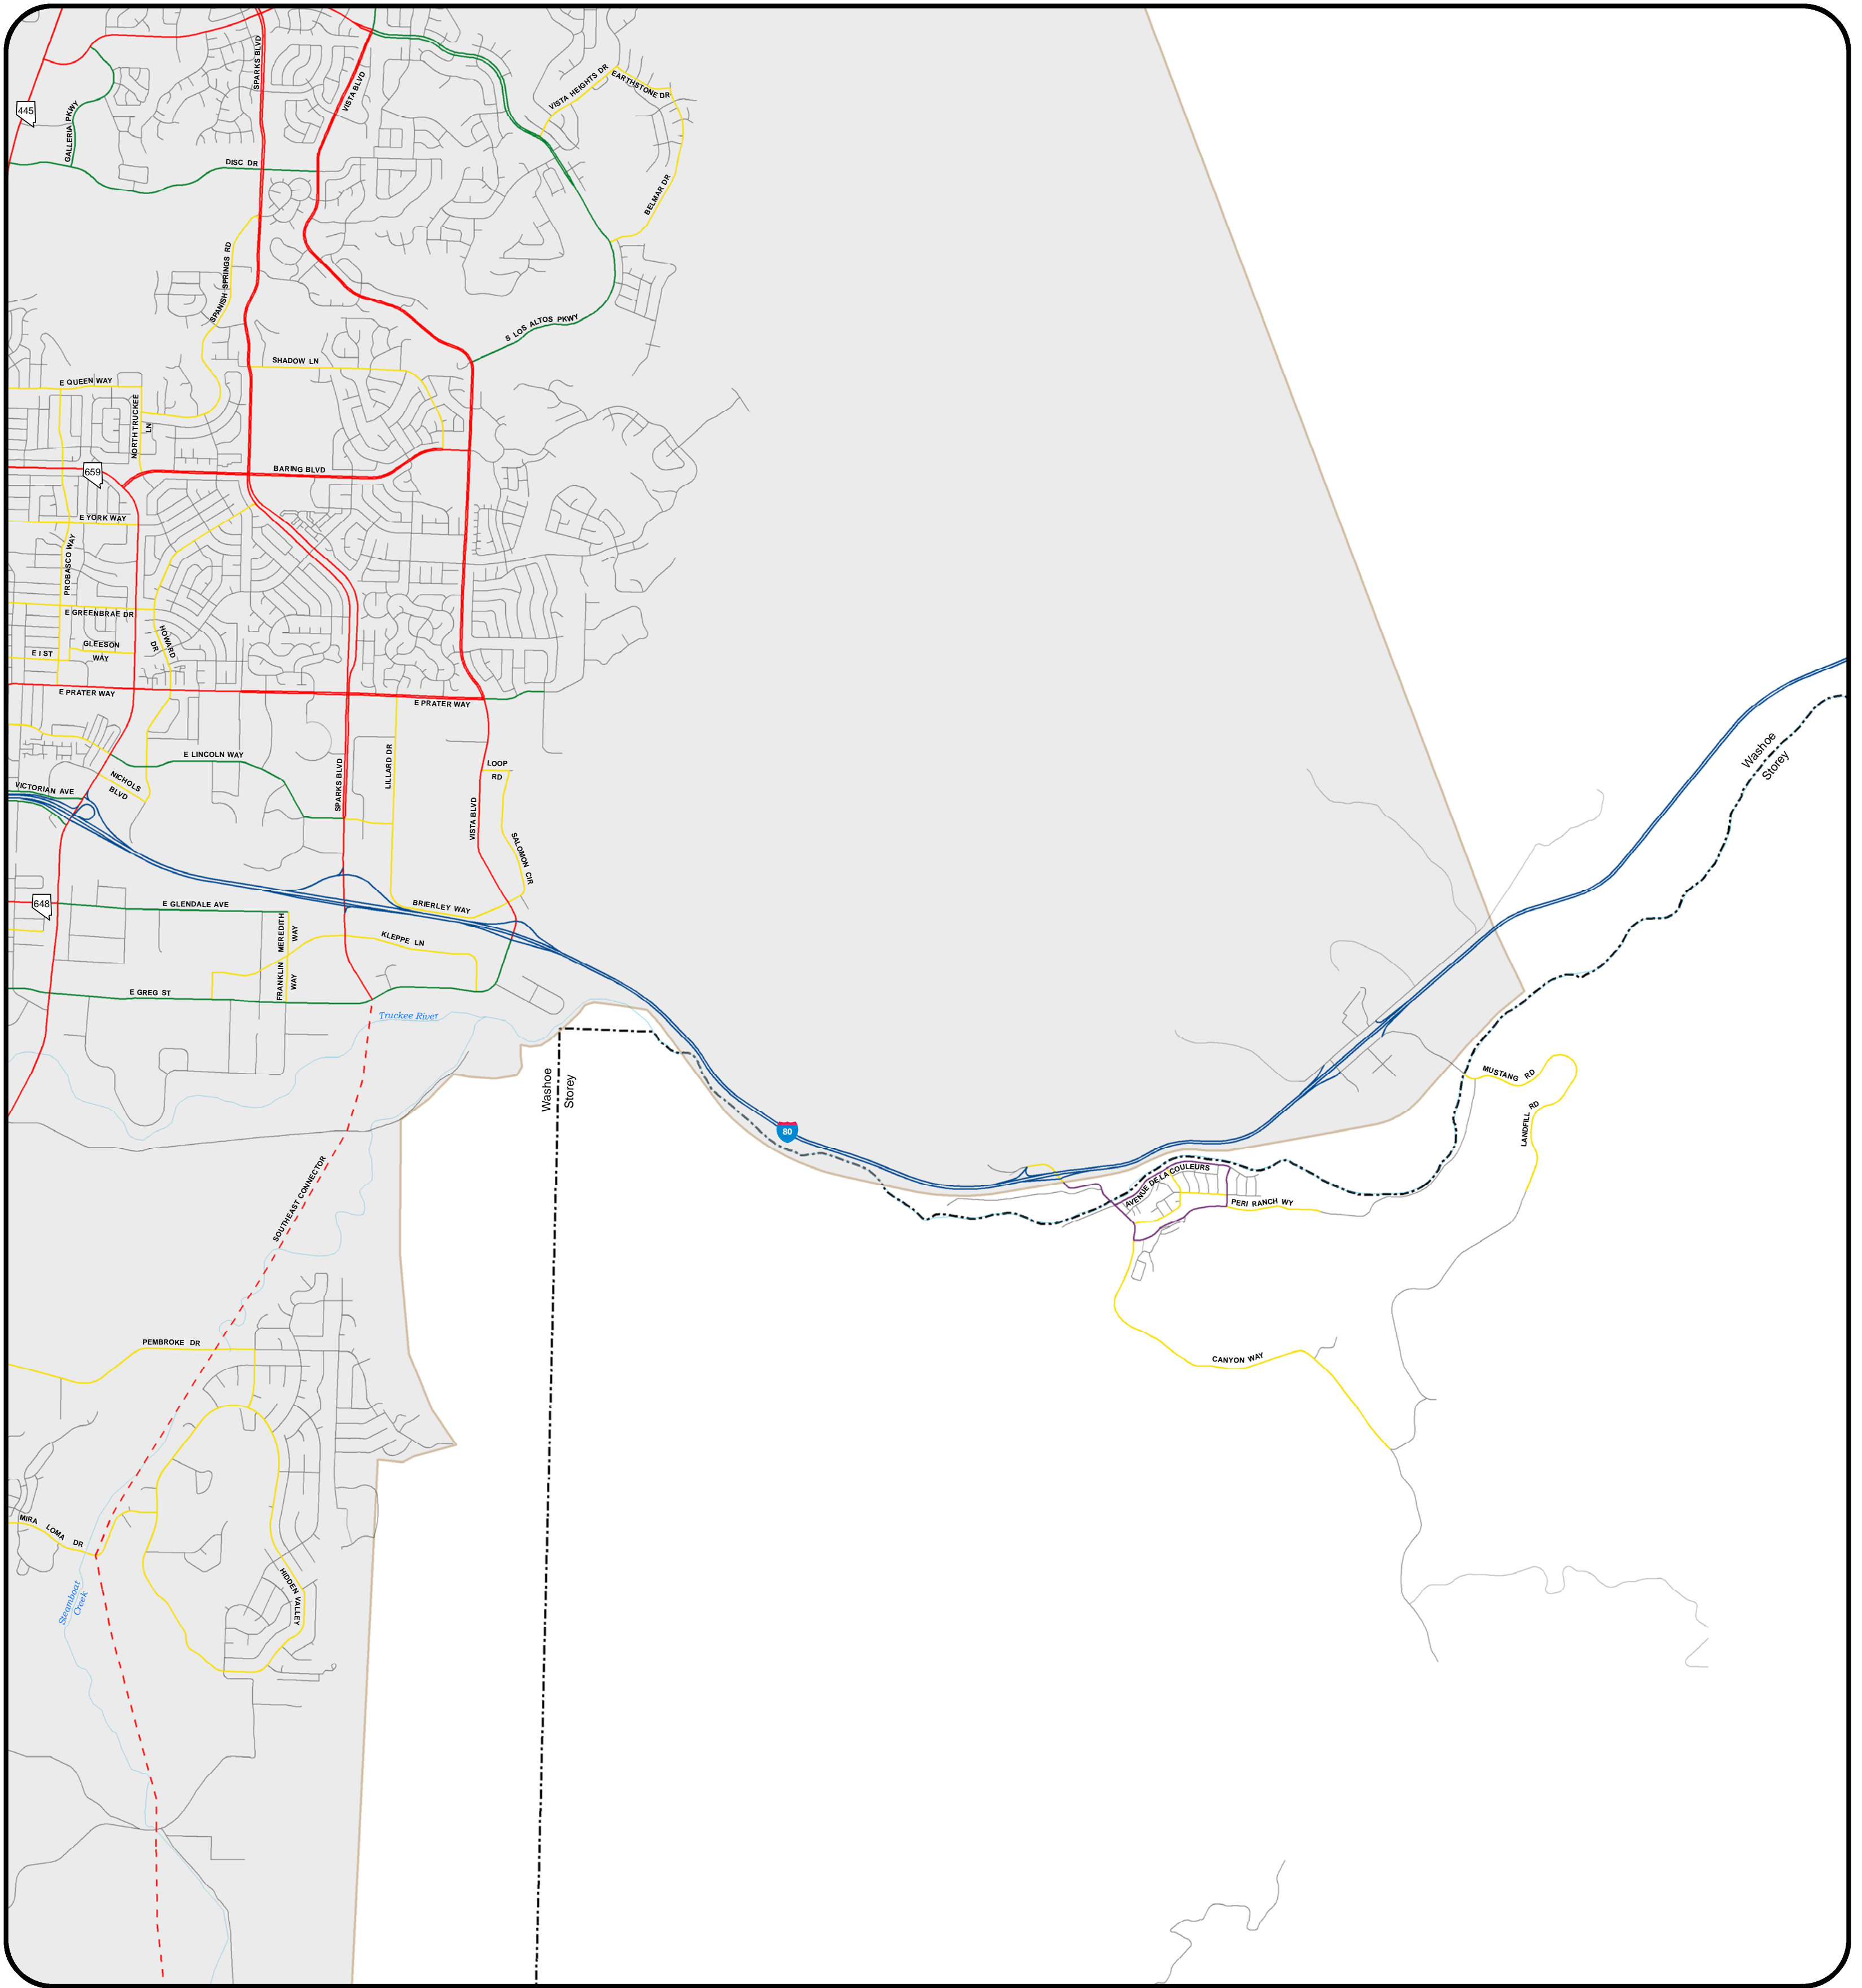 SPARKS BLVD
VISTA BLVD
VISTA HEIGHTS DR
EARTHSTONE DR
445
GALLERIA PKWY
DISC DR
BELMAR DR
SPANISH SPRINGS RD
S LOS ALTOS PKWY
SHADOW LN
E QUEEN WAY
NORTH TRUCKEE
LN
659
BARING BLVD
E YORK WAY
PROBASCO WAY
E GREENBRAE DR
HOWARD
DR
GLEESON
WAY
E I ST
E PRATER WAY
E PRATER WAY
E LINCOLN WAY
LILLARD DR
LOOP
RD
NICHOLS
BLVD
VICTORIAN AVE
SPARKS BLVD
VISTA BLVD
SALOMON CIR
Washoe
Storey
648
E GLENDALE AVE
BRIERLEY WAY
FRANKLIN
WAY
MEREDITH
WAY
KLEPPE LN
E GREG ST
Truckee River
Washoe
Storey
80
MUSTANG RD
LANDFILL RD
SOUTHEAST CONNECTOR
AVENUE DE LA COULEURS
PERI RANCH WY
PEMBROKE DR
CANYON WAY
MIRA LOMA DR
HIDDEN VALLEY
Steamboat
Creek